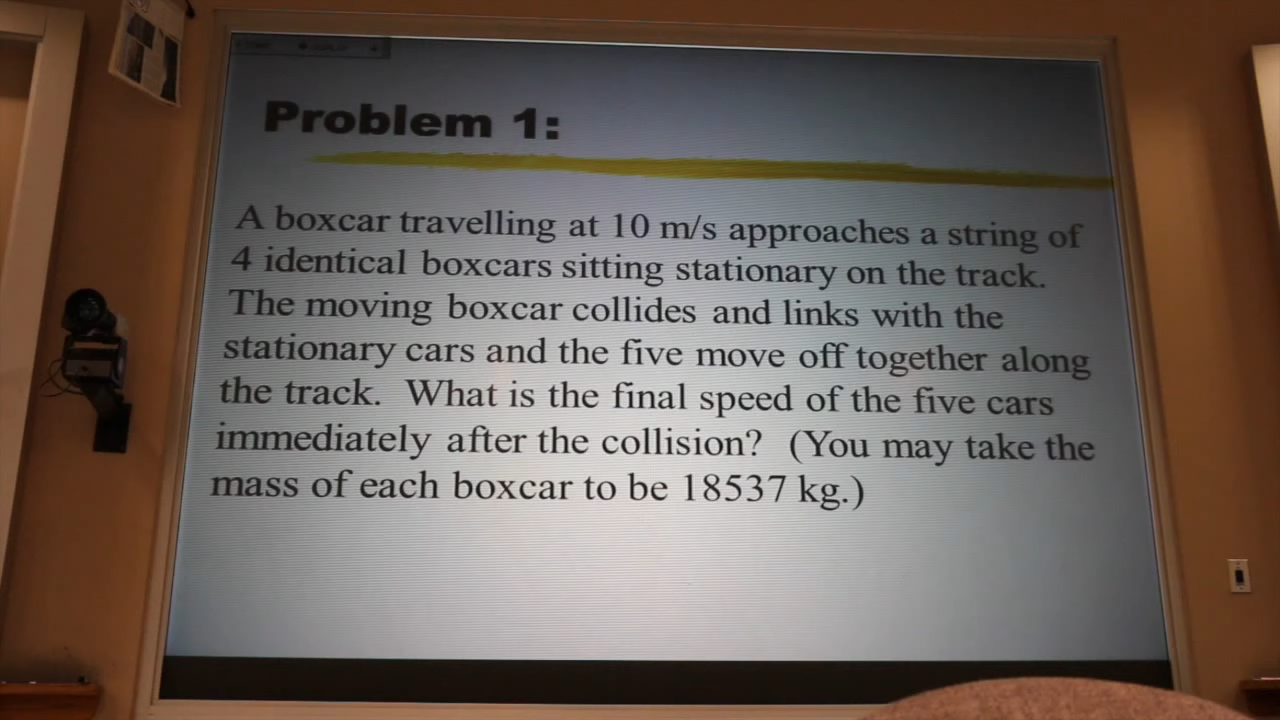 Problem 1:
A boxcar travelling at 10 m/s approaches a string of
4 identical boxcars sitting stationary on the track.
The moving boxcar collides and links with the
stationary cars and the five move off together along
the track. What is the final speed of the five cars
immediately after the collision? (You may take the
mass of each boxcar to be 18537 kg.)